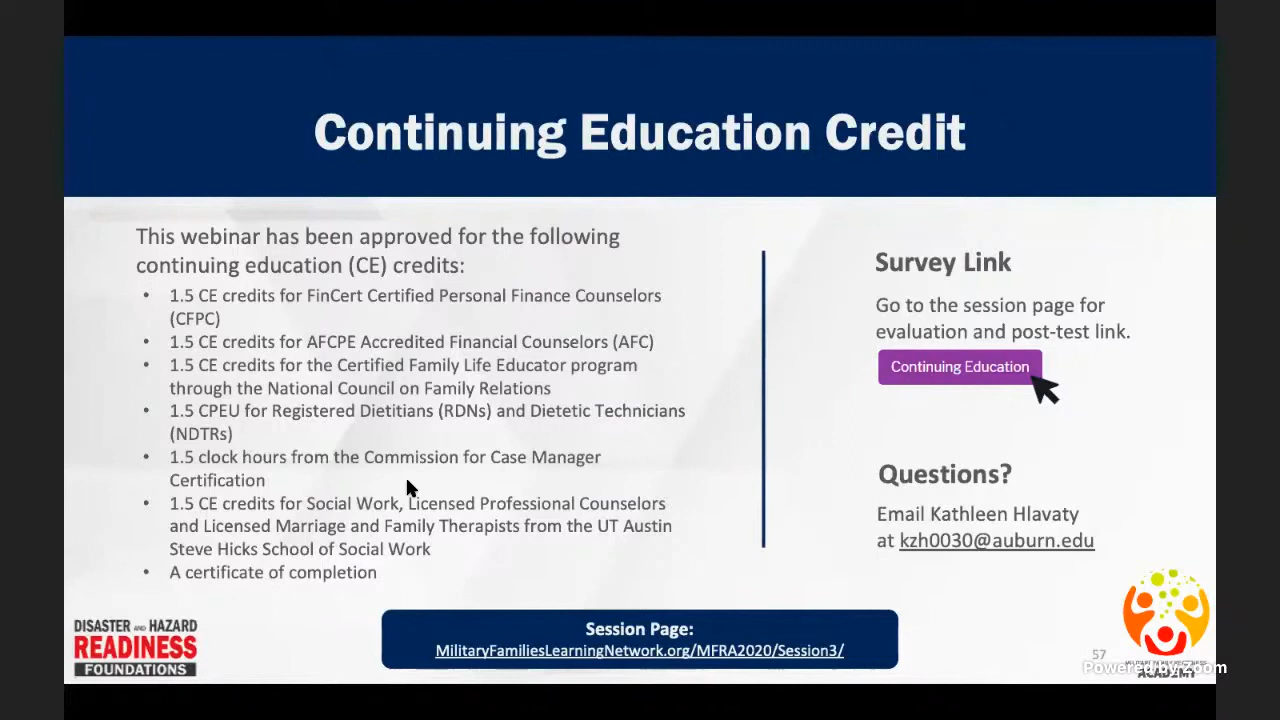 Continuing Education Credit
This webinar has been approved for the following
continuing education (CE) credits:
• 1.5 CE credits for FinCert Certified Personal Finance Counselors
(CFPC)
• 1.5 CE credits for AFCPE Accredited Financial Counselors (AFC)
• 1.5 CE credits for the Certified Family Life Educator program
through the National Council on Family Relations
• 1.5 CPEU for Registered Dietitians (RDNs) and Dietetic Technicians
(NDTRs)
• 1.5 clock hours from the Commission for Case Manager
Certification
• 1.5 CE credits for Social Work, Licensed Professional Counselors
and Licensed Marriage and Family Therapists from the UT Austin
Steve Hicks School of Social Work
• A certificate of completion
Survey Link
Go to the session page for
evaluation and post-test link.
Continuing Education
Questions?
Email Kathleen Hlavaty
at kzh0030@auburn.edu
DISASTER AND HAZARD
READINESS
FOUNDATIONS
Session Page:
MilitaryFamiliesLearningNetwork.org/MFRA2020/Session3/
57
Powered by zoom
ACADEMY